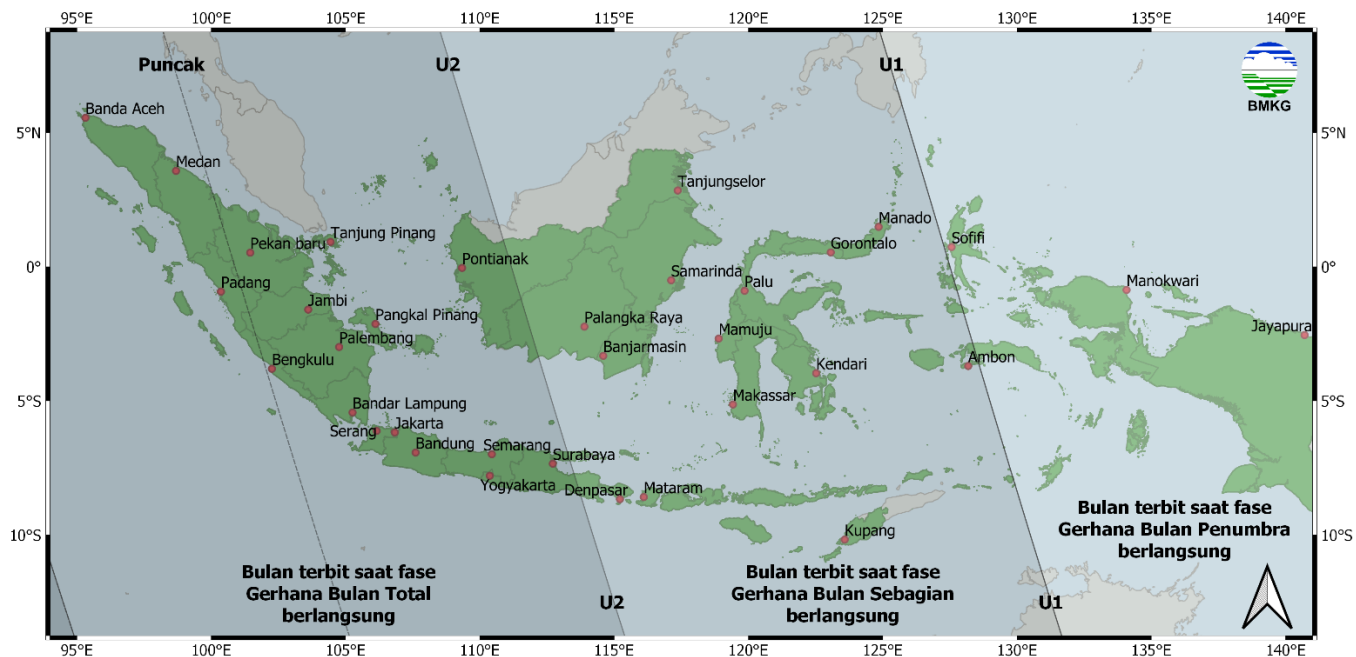 95°E 100°E 105°E 110°E 115°E 120°E 125°E 130°E 135°E 140°E
Puncak U2 U1
BMKG
Banda Aceh
5°N 5°N
Medan
Tanjungselor
Manado
Tanjung Pinang
Sofifi
Pekan baru
Gorontalo
Pontianak
0° 0°
Samarinda
Manokwari
Padang
Palu
Jambi
Pangkal Pinang
Palangka Raya
Jayapura
Mamuju
Palembang
Banjarmasin
Ambon
Bengkulu
Kendari
Makassar
5°S 5°S
Bandar Lampung
Jakarta
Serang
Bandung
Semarang
Surabaya
Yogyakarta
Denpasar
Mataram
Kupang
10°S 10°S
Bulan terbit saat fase
Gerhana Bulan Penumbra
berlangsung
Bulan terbit saat fase
Gerhana Bulan Total
berlangsung
Bulan terbit saat fase
Gerhana Bulan Sebagian
berlangsung
U2 U1
95°E 100°E 105°E 110°E 115°E 120°E 125°E 130°E 135°E 140°E